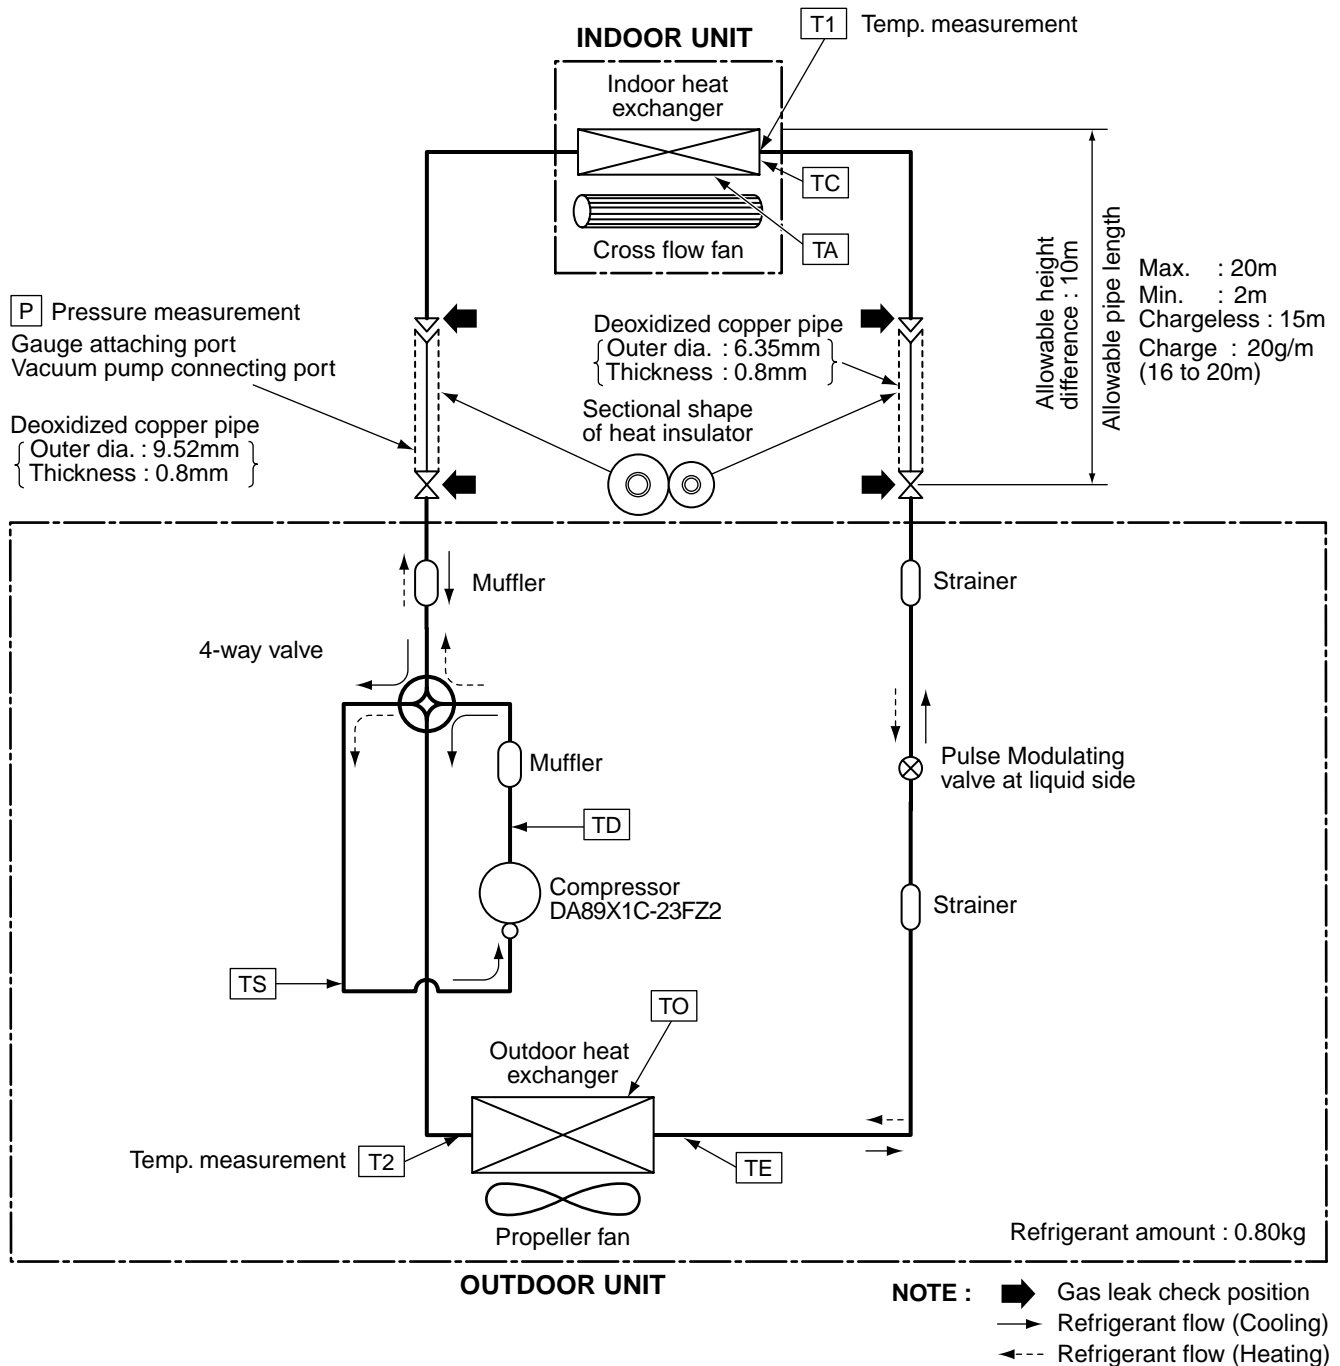 T1 Temp. measurement
INDOOR UNIT
Indoor heat
exchanger
TC
Cross flow fan
TA
Allowable height
difference : 10m
Allowable pipe length
Max. : 20m
Min. : 2m
Chargeless : 15m
Charge : 20g/m
(16 to 20m)
P Pressure measurement
Gauge attaching port
Vacuum pump connecting port
Deoxidized copper pipe
Outer dia. : 9.52mm
Thickness : 0.8mm
Deoxidized copper pipe
Outer dia. : 6.35mm
Thickness : 0.8mm
Sectional shape
of heat insulator
Muffler
Strainer
4-way valve
Muffler
Pulse Modulating
valve at liquid side
TD
Compressor
DA89X1C-23FZ2
Strainer
TS
TO
Outdoor heat
exchanger
Temp. measurement T2
TE
Propeller fan
Refrigerant amount : 0.80kg
OUTDOOR UNIT
NOTE : Gas leak check position
Refrigerant flow (Cooling)
Refrigerant flow (Heating)